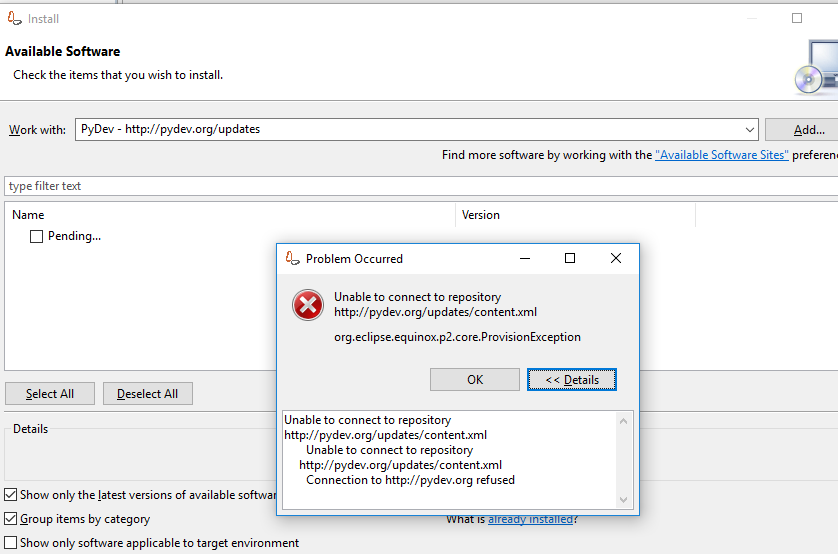 Install
Available Software
Check the items that you wish to install.
Work with: PyDev - http://pydev.org/updates Add...
Find more software by working with the "Available Software Sites" preferen
type filter text
Name Version
Pending...
Problem Occurred
Unable to connect to repository
http://pydev.org/updates/content.xml
org.eclipse.equinox.p2.core.ProvisionException
OK << Details
Unable to connect to repository
http://pydev.org/updates/content.xml
Unable to connect to repository
http://pydev.org/updates/content.xml
Connection to http://pydev.org refused
Select All Deselect All
Details
Show only the latest versions of available softwar
Group items by category What is already installed?
Show only software applicable to target environment